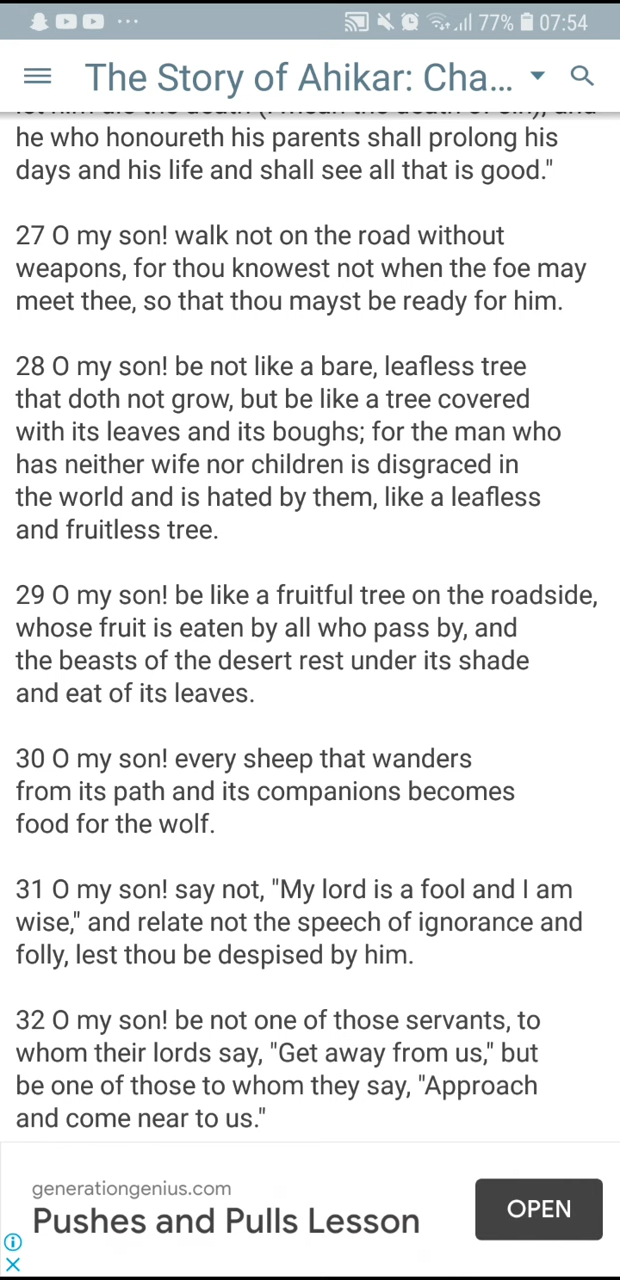 77% 07:54
The Story of Ahikar: Cha...
let him die the death (I mean the death of sin), and
he who honoureth his parents shall prolong his
days and his life and shall see all that is good."
27 O my son! walk not on the road without
weapons, for thou knowest not when the foe may
meet thee, so that thou mayst be ready for him.
28 O my son! be not like a bare, leafless tree
that doth not grow, but be like a tree covered
with its leaves and its boughs; for the man who
has neither wife nor children is disgraced in
the world and is hated by them, like a leafless
and fruitless tree.
29 O my son! be like a fruitful tree on the roadside,
whose fruit is eaten by all who pass by, and
the beasts of the desert rest under its shade
and eat of its leaves.
30 O my son! every sheep that wanders
from its path and its companions becomes
food for the wolf.
31 O my son! say not, "My lord is a fool and I am
wise," and relate not the speech of ignorance and
folly, lest thou be despised by him.
32 O my son! be not one of those servants, to
whom their lords say, "Get away from us," but
be one of those to whom they say, "Approach
and come near to us."
generationgenius.com
Pushes and Pulls Lesson
OPEN